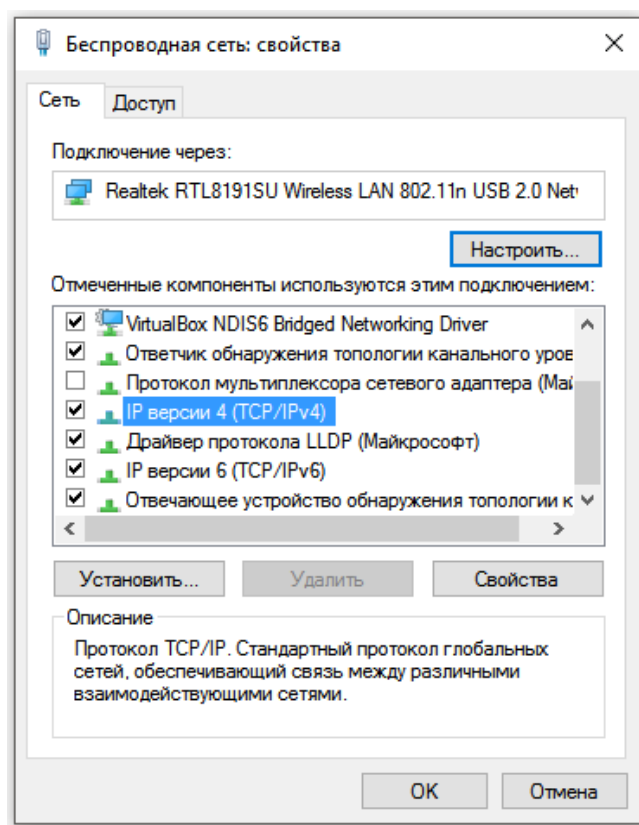 Беспроводная сеть: свойства
Сеть
Доступ
Подключение через:
Realtek RTL8191SU Wireless LAN 802.11n USB 2.0
Настроить...
Отмеченные компоненты используются этим подключением:
VirtualBox NDIS6 Bridged Networking Driver
Ответчик обнаружения топологии канального
Протокол мультиплексора сетевого адаптера
IP версии 4 (TCP/IPv4)
Драйвер протокола LLDP (Майкрософт)
IP версии 6 (TCP/IPv6)
Отвечающее устройство обнаружения топологии к
Установить...
Удалить
Свойства
Описание
Протокол TCP/IP. Стандартный протокол глобальных
сетей, обеспечивающий связь между различными
взаимодействующими сетями.
OK
Отмена